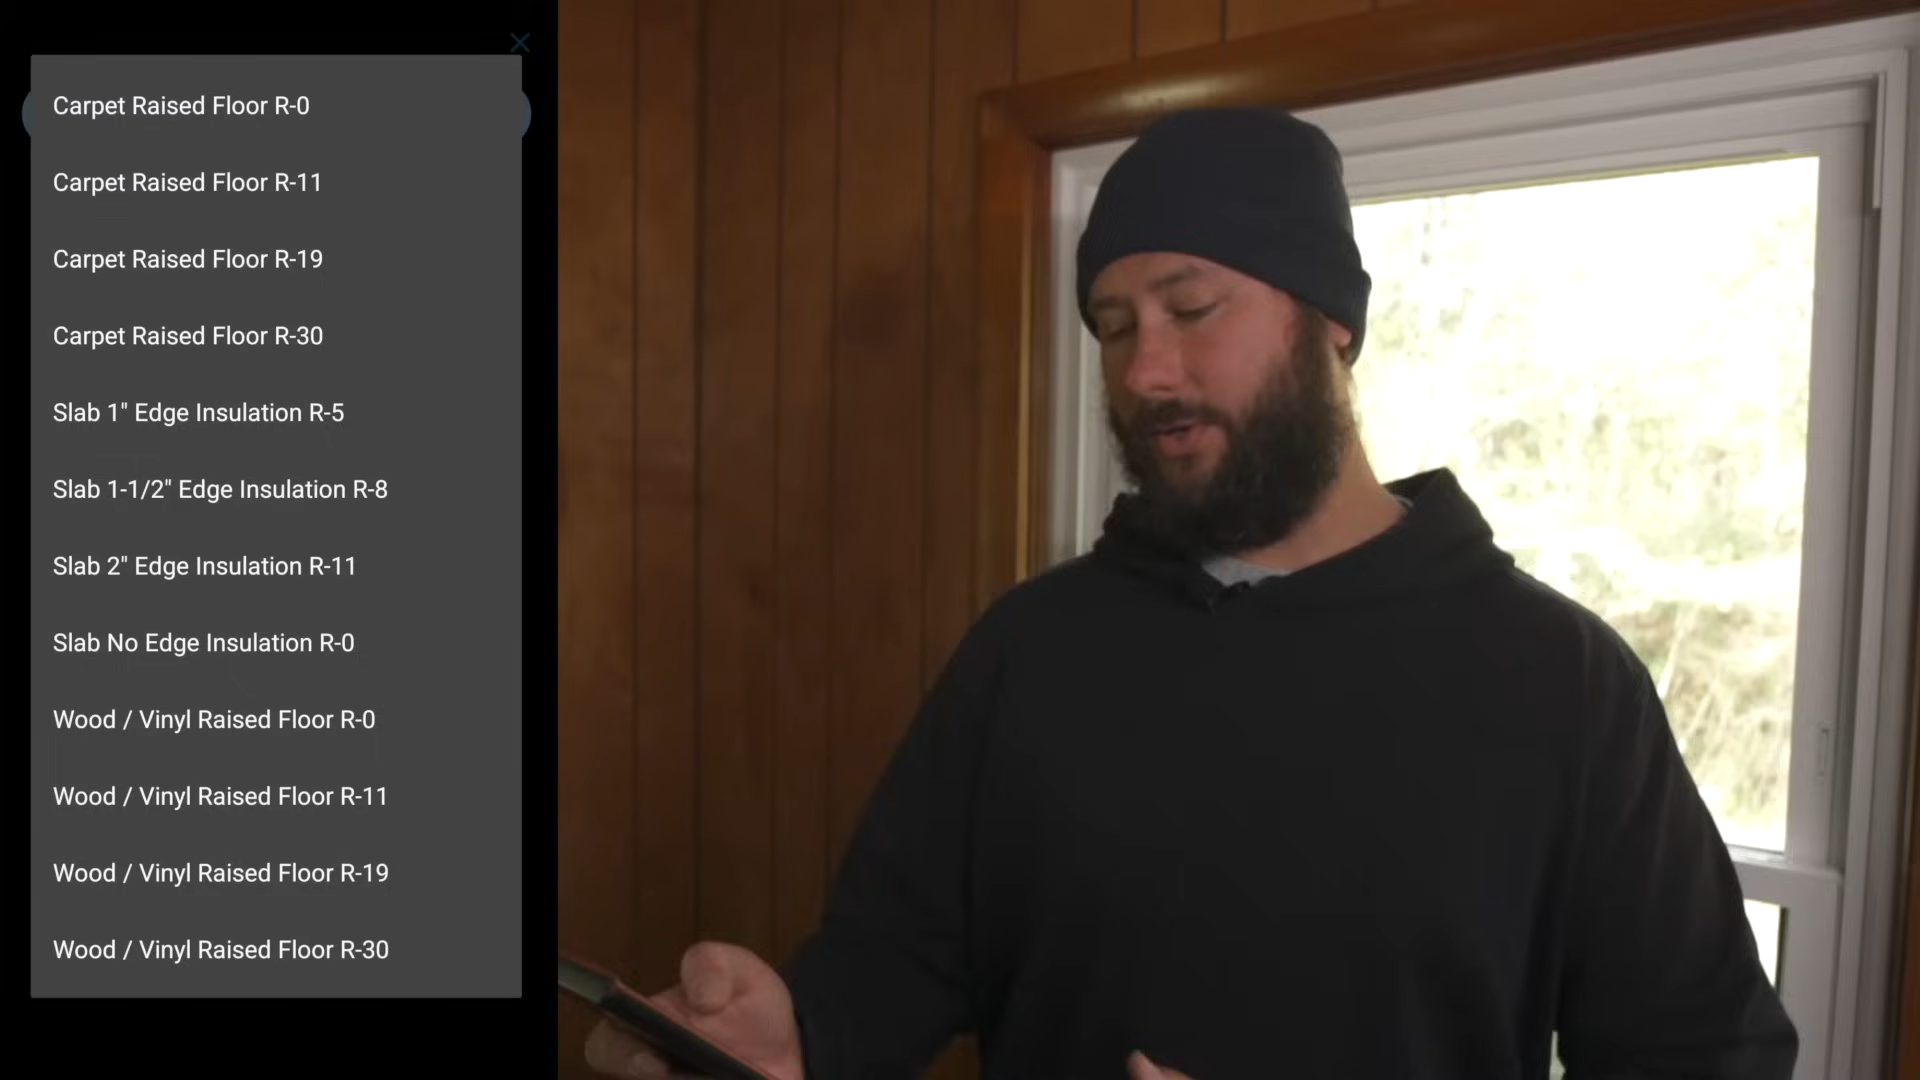 Carpet Raised Floor R-0
Carpet Raised Floor R-11
Carpet Raised Floor R-19
Carpet Raised Floor R-30
Slab 1" Edge Insulation R-5
Slab 1-1/2" Edge Insulation R-8
Slab 2" Edge Insulation R-11
Slab No Edge Insulation R-0
Wood / Vinyl Raised Floor R-0
Wood / Vinyl Raised Floor R-11
Wood / Vinyl Raised Floor R-19
Wood / Vinyl Raised Floor R-30